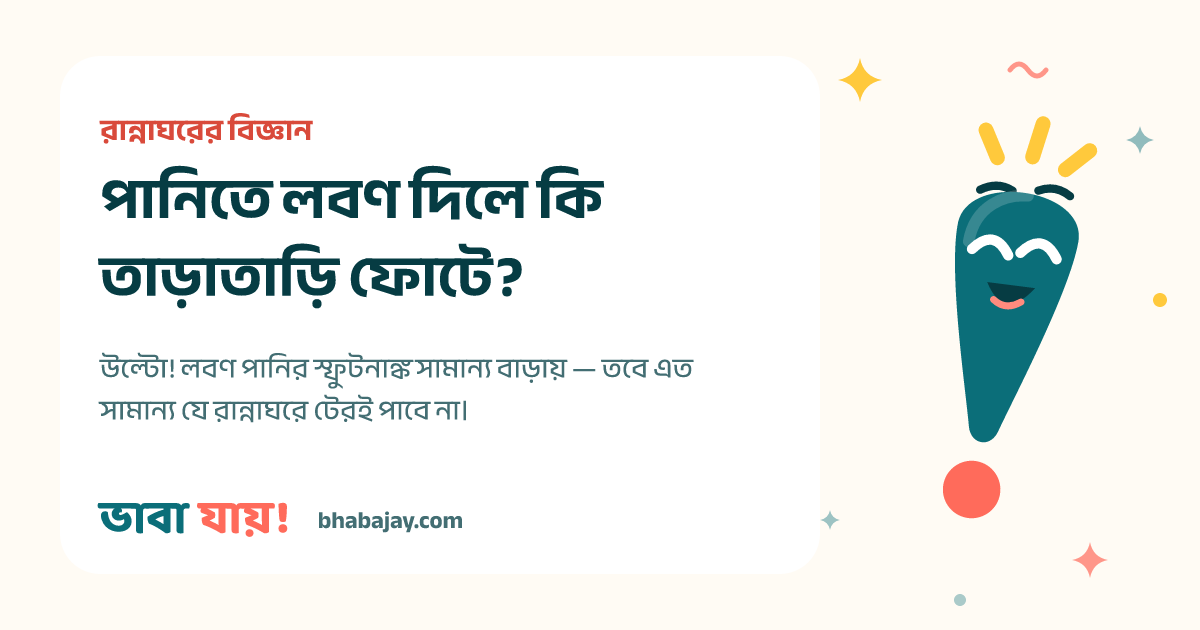 রান্নাঘরের বিজ্ঞান
পানিতে লবণ দিলে কি
তাড়াতাড়ি ফোটে?
উল্টো! লবণ পানির স্ফুটনাঙ্ক সামান্য বাড়ায় — তবে এত
সামান্য যে রান্নাঘরে টেরই পাবে না।
ভাবা যায়! bhabajay.com